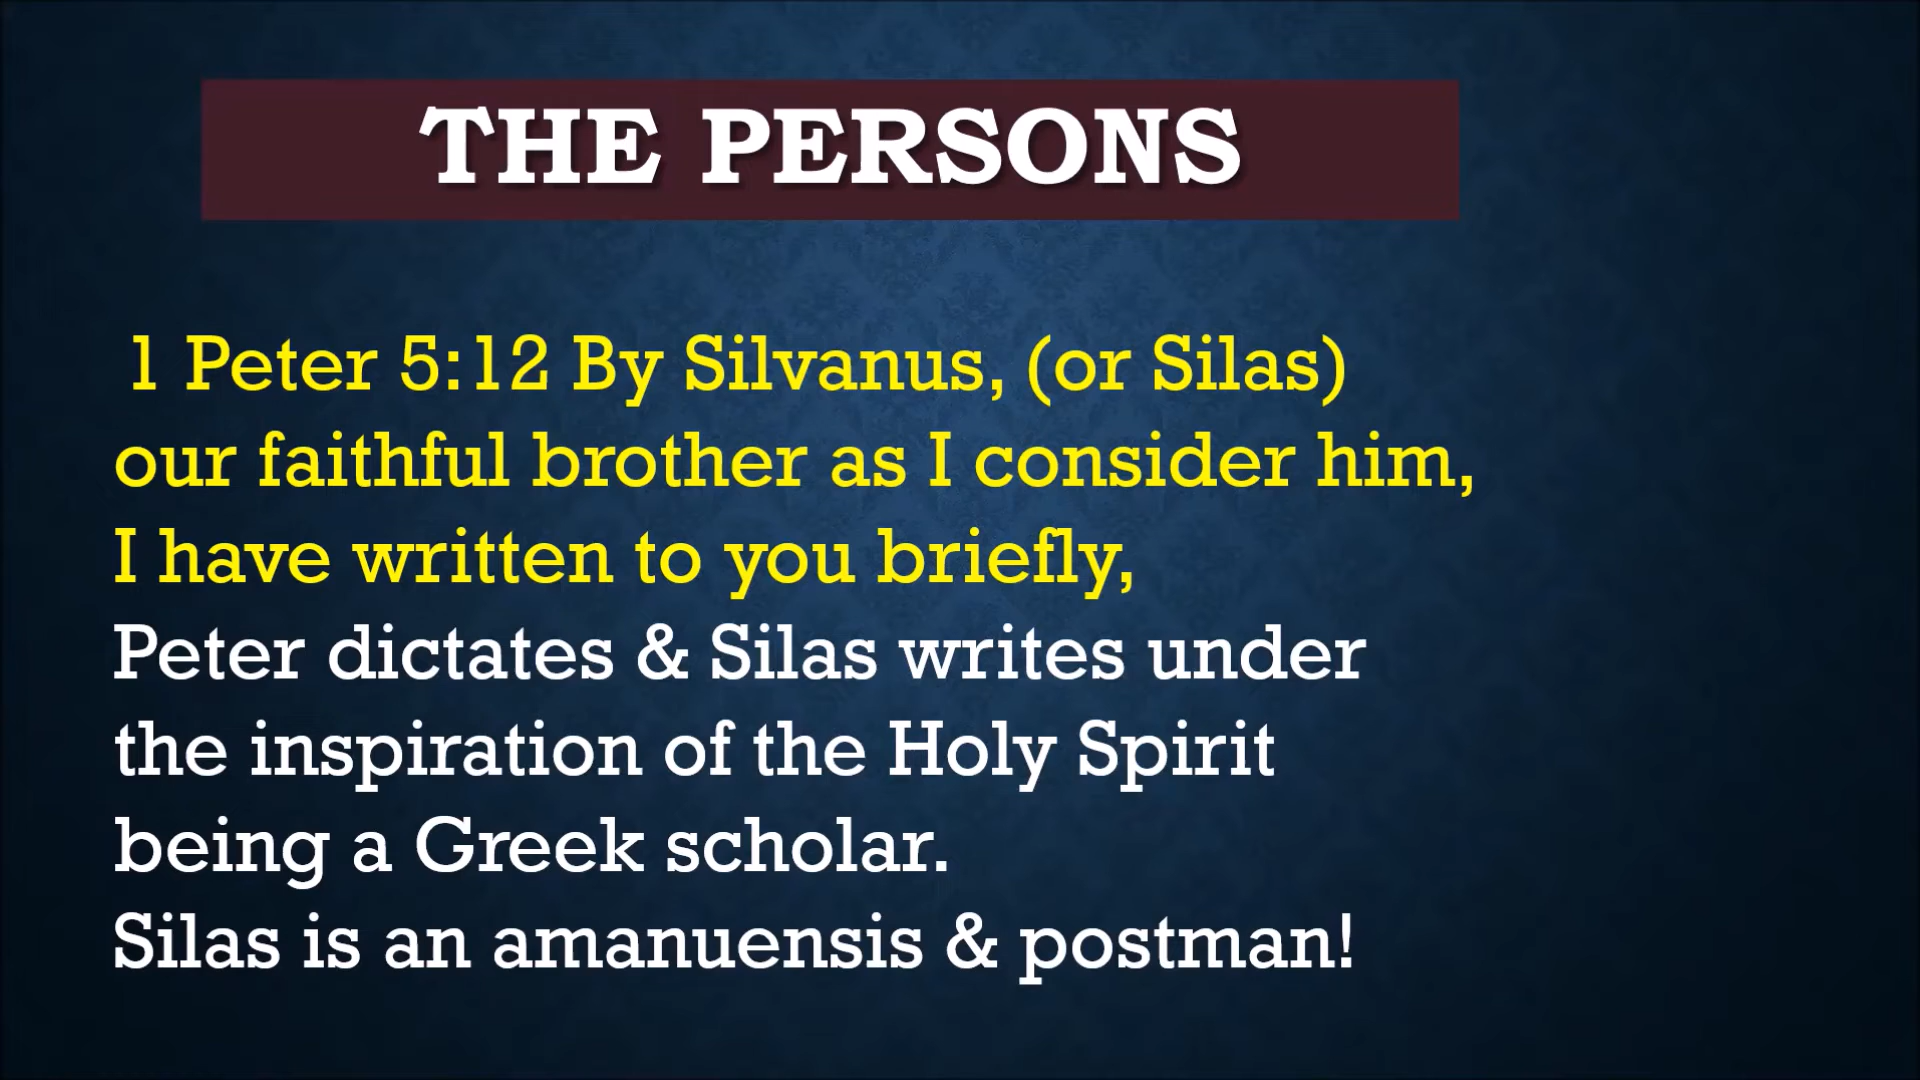 THE PERSONS
1 Peter 5:12 By Silvanus, (or Silas)
our faithful brother as I consider him,
I have written to you briefly,
Peter dictates & Silas writes under
the inspiration of the Holy Spirit
being a Greek scholar.
Silas is an amanuensis & postman!